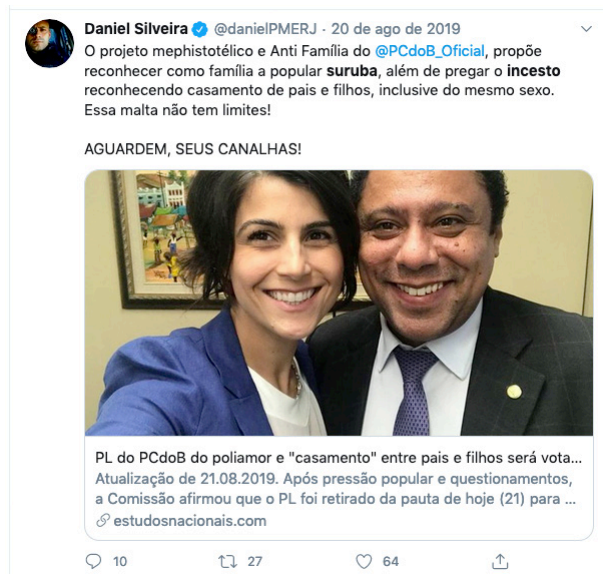 Daniel Silveira @danielPMERJ · 20 de ago de 2019
O projeto mephistotélico e Anti Família do @PCdoB_Oficial, propõe
reconhecer como família a popular suruba, além de pregar o incesto
reconhecendo casamento de pais e filhos, inclusive do mesmo sexo.
Essa malta não tem limites!
AGUARDEM, SEUS CANALHAS!
PL do PCdoB do poliamor e "casamento" entre pais e filhos será vota...
Atualização de 21.08.2019. Após pressão popular e questionamentos,
a Comissão afirmou que o PL foi retirado da pauta de hoje (21) para ...
estudosnacionais.com
10 27 64